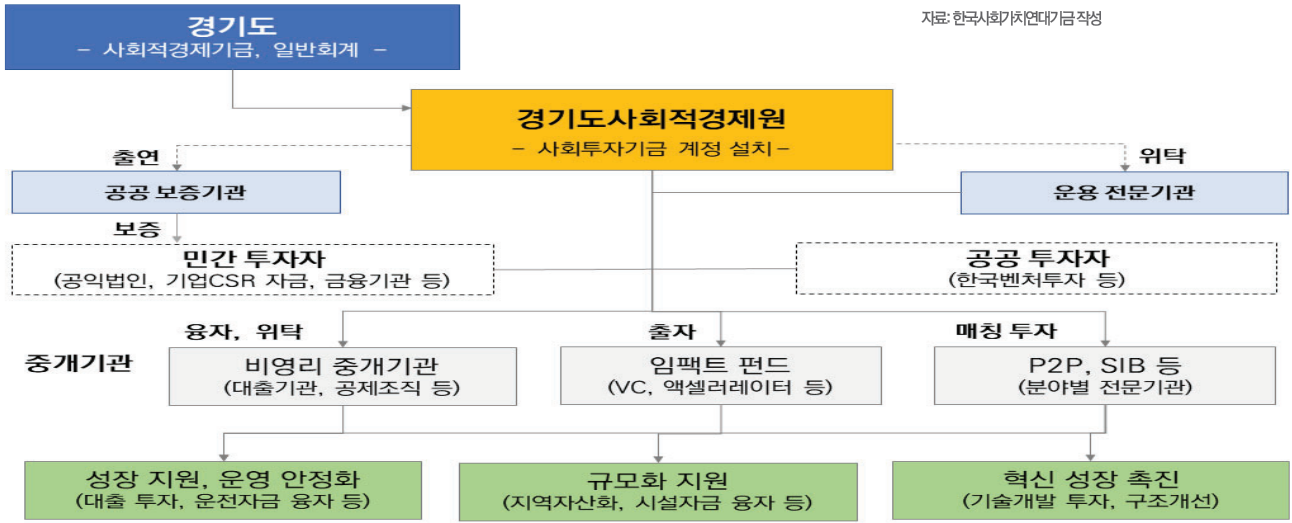 경기도
- 사회적경제기금, 일반회계 -
자료: 한국사회가치연대기금 작성
경기도사회적경제원
- 사회투자기금 계정 설치 -
출연
위탁
공공 보증기관
운용 전문기관
보증
민간 투자자
(공익법인, 기업CSR 자금, 금융기관 등)
공공 투자자
(한국벤처투자 등)
융자, 위탁
출자
매칭 투자
중개기관
비영리 중개기관
(대출기관, 공제조직 등)
임팩트 펀드
(VC, 액셀러레이터 등)
P2P, SIB 등
(분야별 전문기관)
성장 지원, 운영 안정화
(대출 투자, 운전자금 융자 등)
규모화 지원
(지역자산화, 시설자금 융자 등)
혁신 성장 촉진
(기술개발 투자, 구조개선)